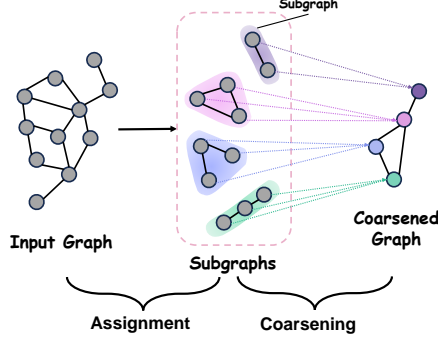 Subgraph
Input Graph
Subgraphs
Coarsened
Graph
Assignment
Coarsening